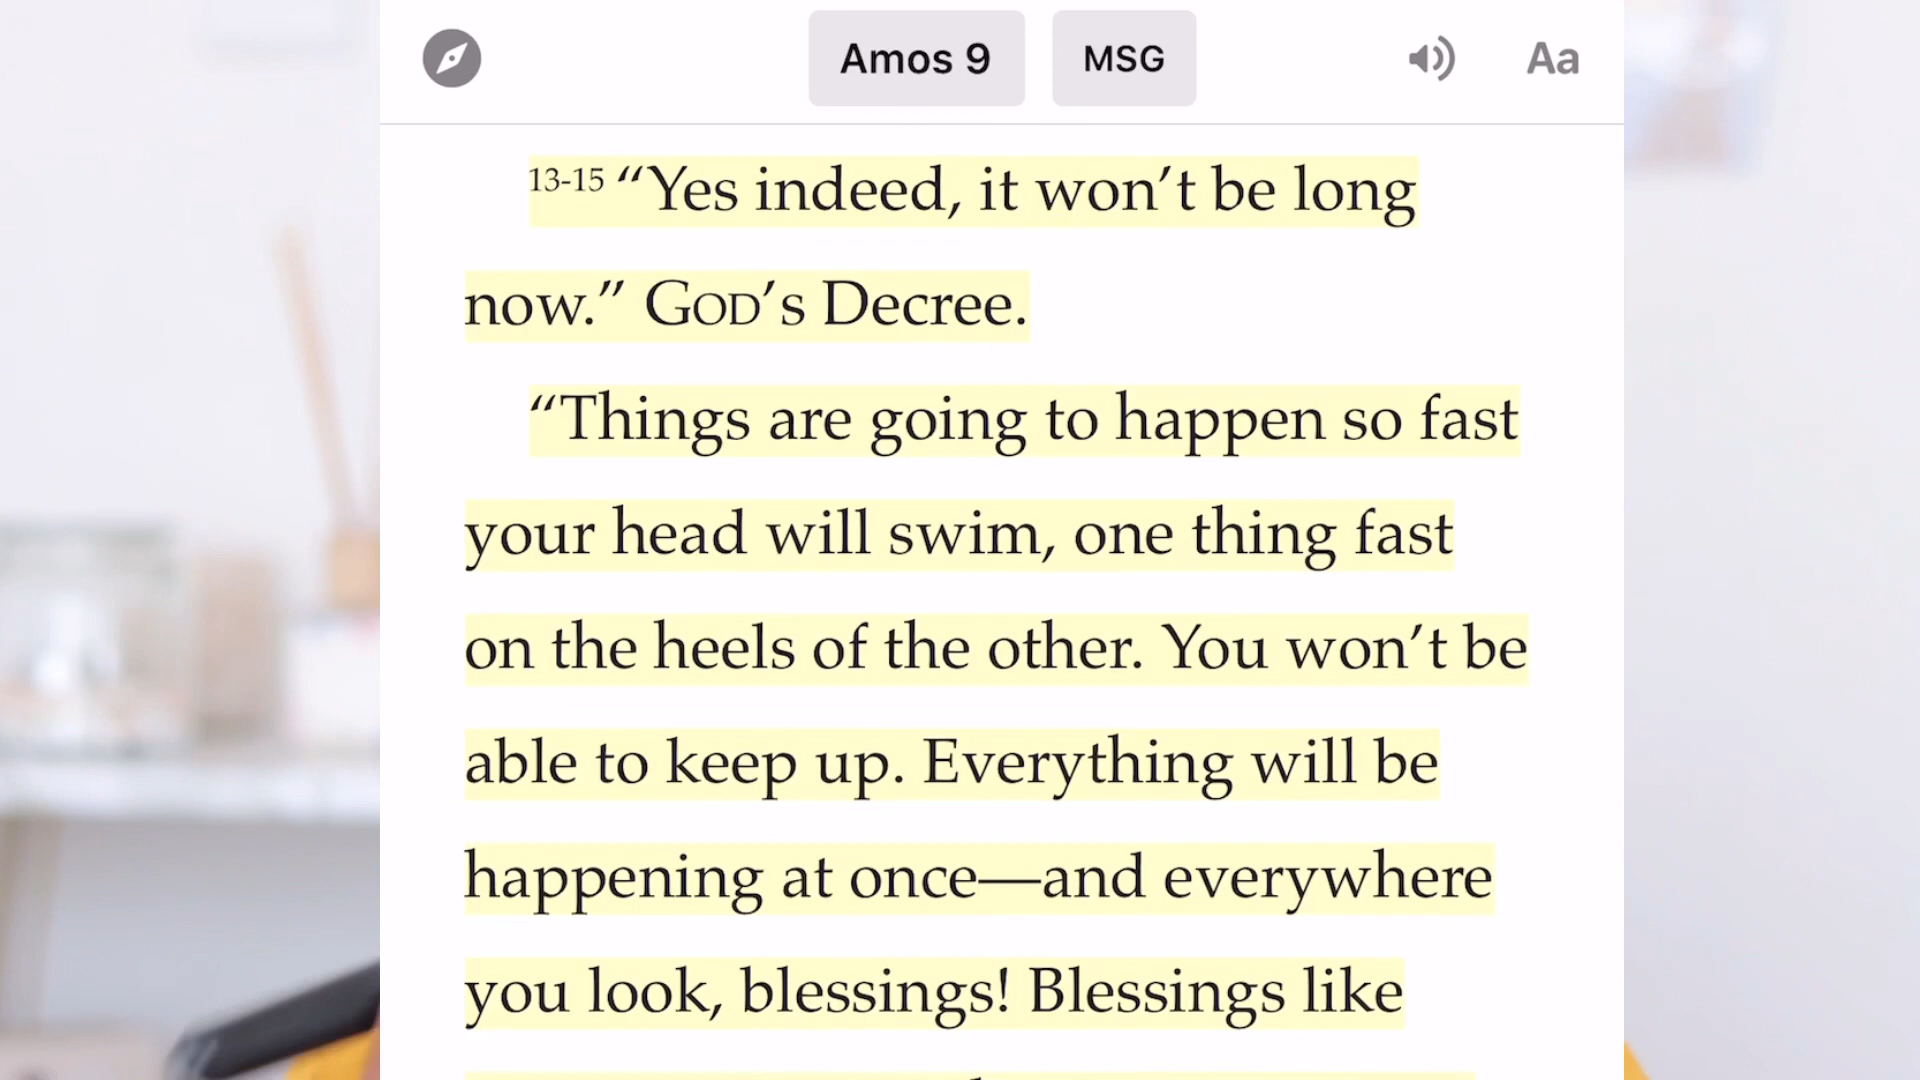 Amos 9 MSG Aa
13-15 “Yes indeed, it won’t be long
now.” GOD’s Decree.
“Things are going to happen so fast
your head will swim, one thing fast
on the heels of the other. You won’t be
able to keep up. Everything will be
happening at once—and everywhere
you look, blessings! Blessings like